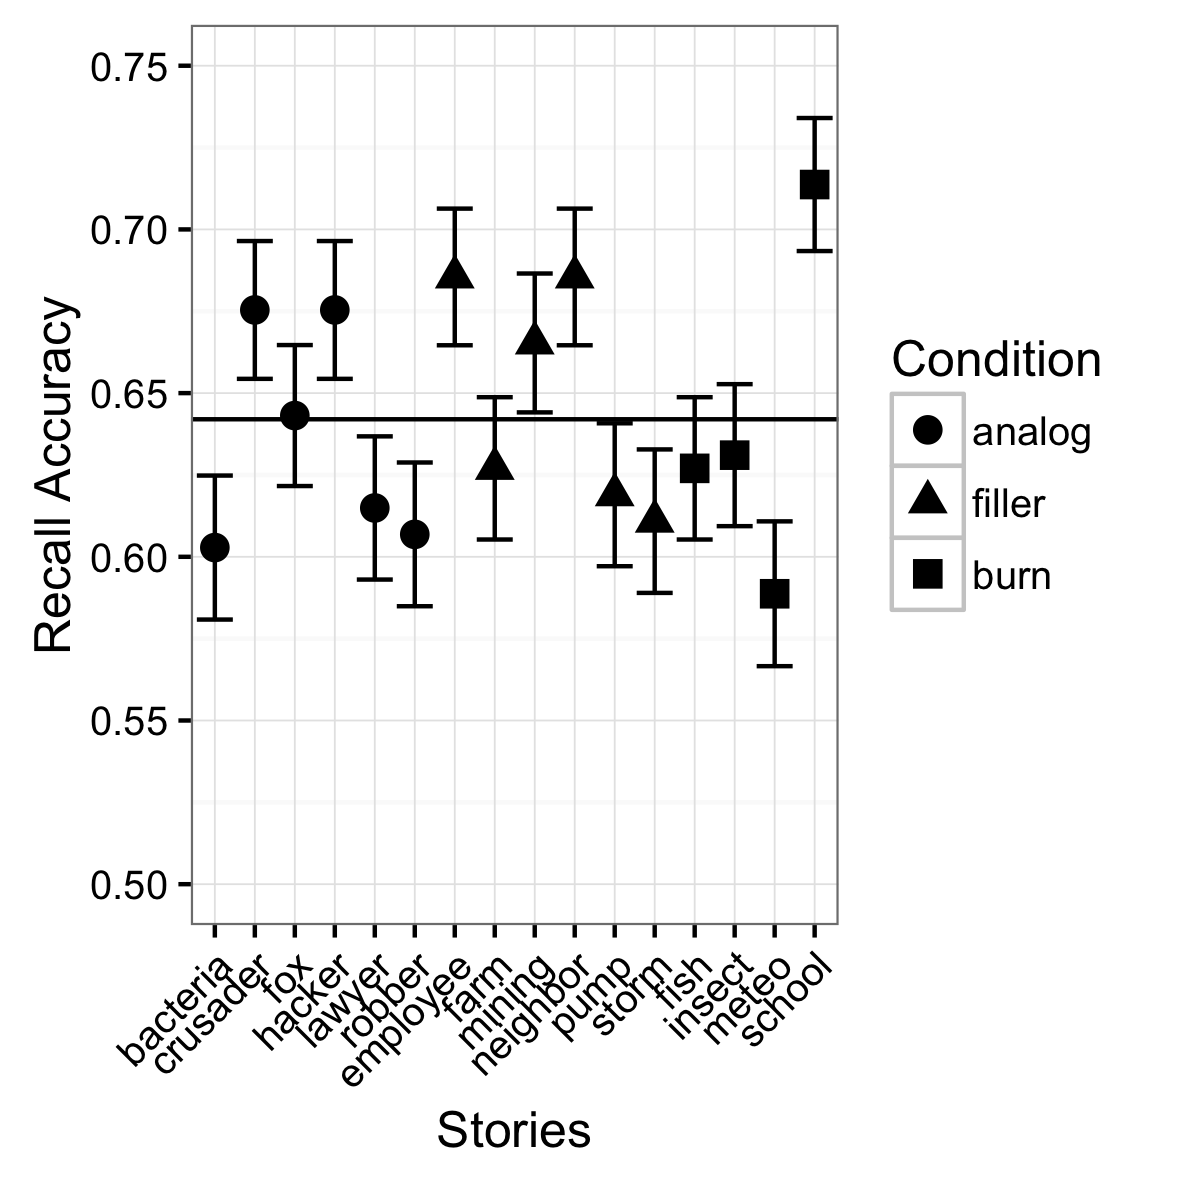 0.75
0.70
0.65
0.60
0.55
0.50
Recall Accuracy
bacteria
crusader
fox
hacker
lawyer
robber
employee
farm
mining
neighbor
pump
storm
fish
insect
meteo
school
Stories
Condition
analog
filler
burn